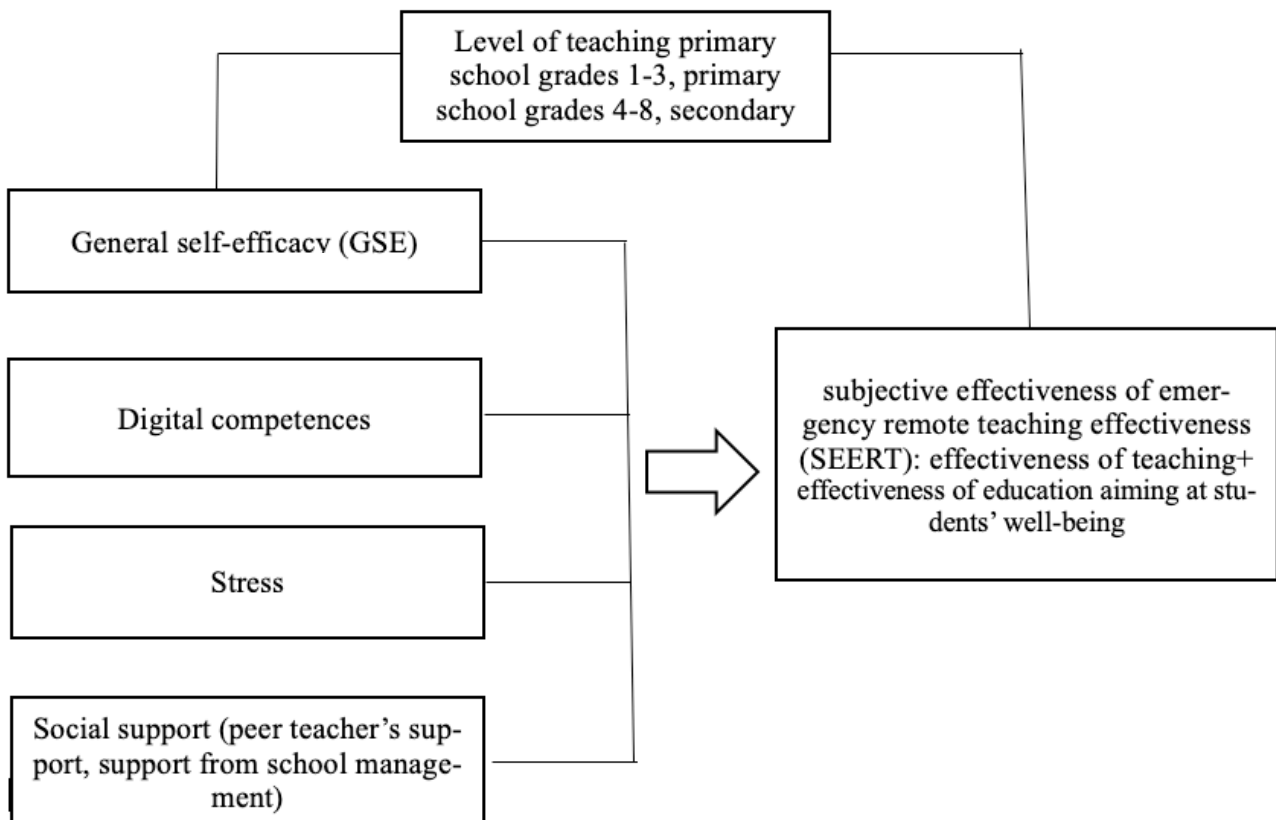 Level of teaching primary
school grades 1-3, primary
school grades 4-8, secondary
General self-efficacv (GSE)
Digital competences
Stress
Social support (peer teacher’s sup-
port, support from school manage-
ment)
subjective effectiveness of emer-
gency remote teaching effectiveness
(SEERT): effectiveness of teaching+
effectiveness of education aiming at stu-
dents’ well-being